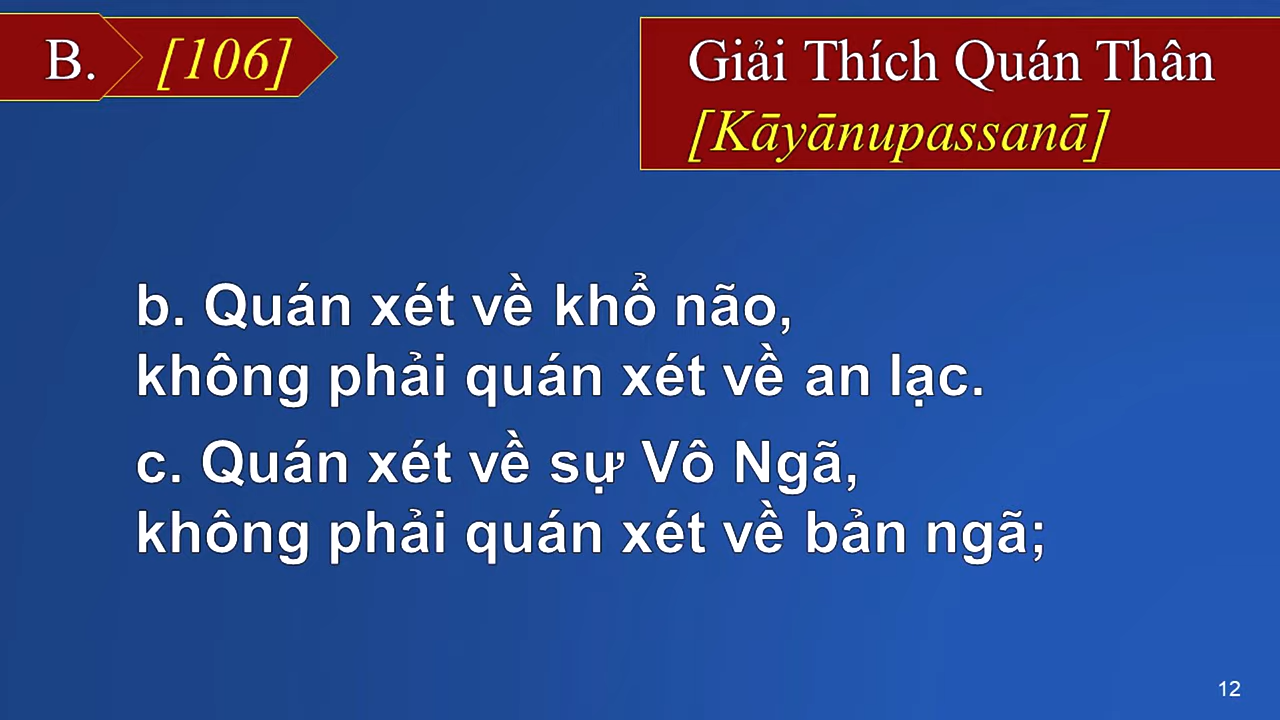 B. [106]
Giải Thích Quán Thân
[Kāyānupassanā]
b. Quán xét về khổ não,
không phải quán xét về an lạc.
c. Quán xét về sự Vô Ngã,
không phải quán xét về bản ngã;
12